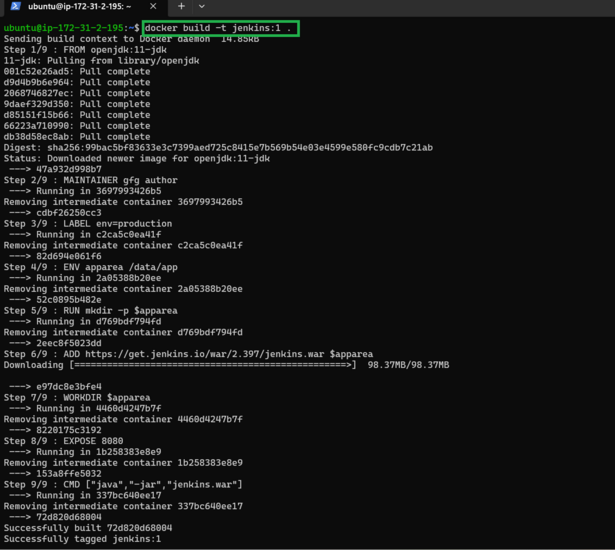 ubuntu@ip-172-31-2-195: ~
ubuntu@ip-172-31-2-195:~$ docker build -t jenkins:1 .
Sending build context to Docker daemon  14.85kB
Step 1/9 : FROM openjdk:11-jdk
11-jdk: Pulling from library/openjdk
001c52e26ad5: Pull complete
d9d4b9b6e964: Pull complete
2068746827ec: Pull complete
9daef329d350: Pull complete
d85151f15b66: Pull complete
66223a710990: Pull complete
db38d58ec8ab: Pull complete
Digest: sha256:99bac5bf83633e3c7399aed725c8415e7b569b54e03e4599e580fc9cdb7c21ab
Status: Downloaded newer image for openjdk:11-jdk
---> 47a932d998b7
Step 2/9 : MAINTAINER gfg author
---> Running in 3697993426b5
Removing intermediate container 3697993426b5
---> cdbf26250cc3
Step 3/9 : LABEL env=production
---> Running in c2ca5c0ea41f
Removing intermediate container c2ca5c0ea41f
---> 82d694e061f6
Step 4/9 : ENV apparea /data/app
---> Running in 2a05388b20ee
Removing intermediate container 2a05388b20ee
---> 52c0895b482e
Step 5/9 : RUN mkdir -p $apparea
---> Running in d769bdf794fd
Removing intermediate container d769bdf794fd
---> 2eec8f5023dd
Step 6/9 : ADD https://get.jenkins.io/war/2.397/jenkins.war $apparea
Downloading [==================================================>]  98.37MB/98.37MB
---> e97dc8e3bfe4
Step 7/9 : WORKDIR $apparea
---> Running in 4460d4247b7f
Removing intermediate container 4460d4247b7f
---> 8220175c3192
Step 8/9 : EXPOSE 8080
---> Running in 1b258383e8e9
Removing intermediate container 1b258383e8e9
---> 153a8ffe5032
Step 9/9 : CMD ["java","-jar","jenkins.war"]
---> Running in 337bc640ee17
Removing intermediate container 337bc640ee17
---> 72d820d68004
Successfully built 72d820d68004
Successfully tagged jenkins:1